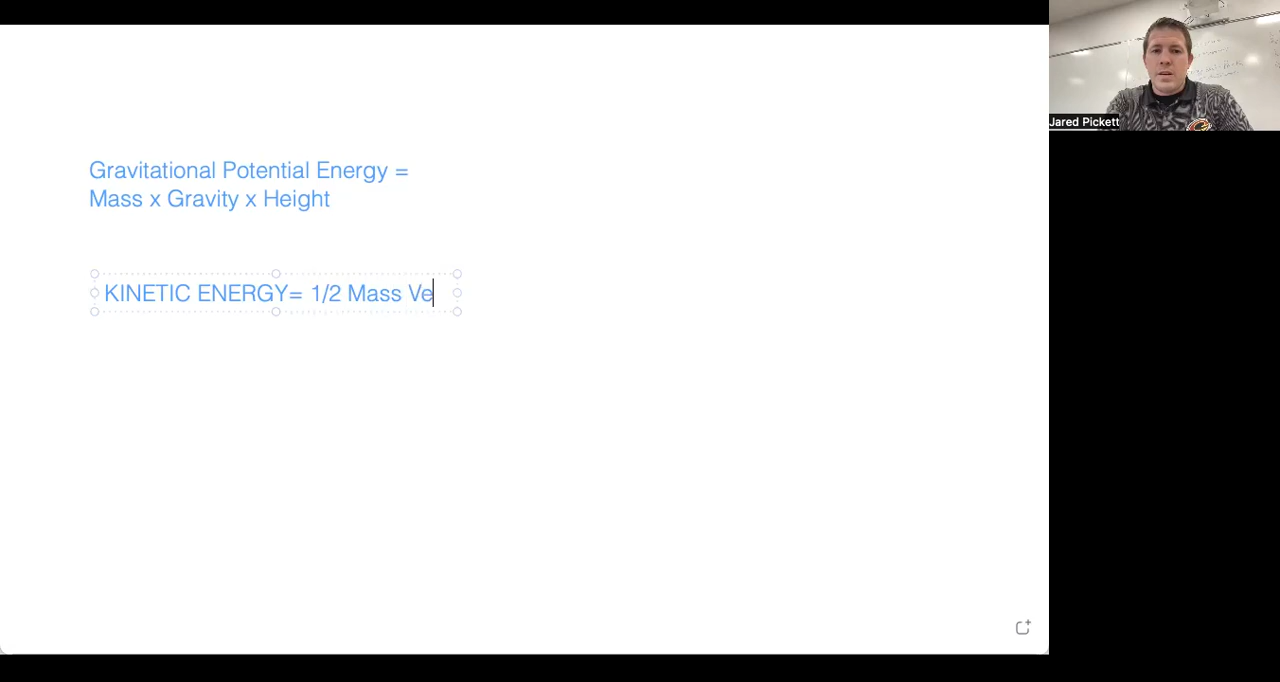 Gravitational Potential Energy =
Mass x Gravity x Height
KINETIC ENERGY= 1/2 Mass Ve
Jared Pickett